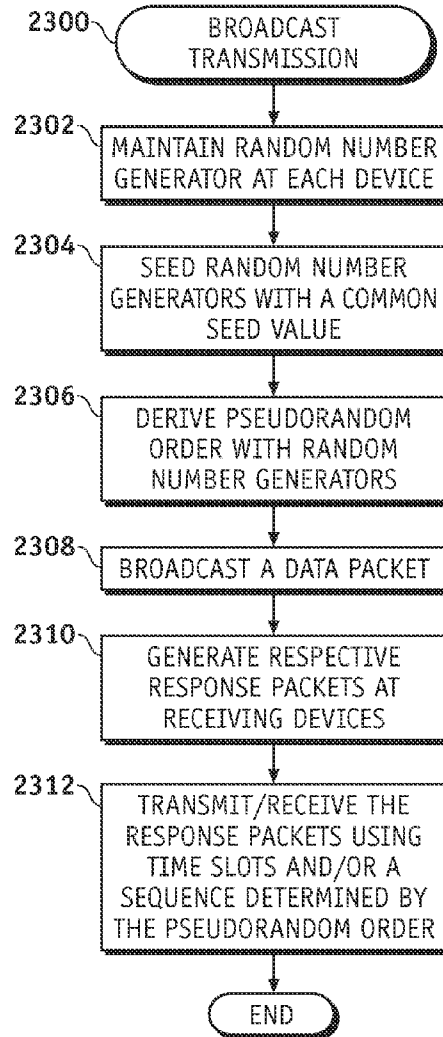 2300
BROADCAST
TRANSMISSION
2302
MAINTAIN RANDOM NUMBER
GENERATOR AT EACH DEVICE
2304
SEED RANDOM NUMBER
GENERATORS WITH A COMMON
SEED VALUE
2306
DERIVE PSEUDORANDOM
ORDER WITH RANDOM
NUMBER GENERATORS
2308
BROADCAST A DATA PACKET
2310
GENERATE RESPECTIVE
RESPONSE PACKETS AT
RECEIVING DEVICES
2312
TRANSMIT/RECEIVE THE
RESPONSE PACKETS USING
TIME SLOTS AND/OR A
SEQUENCE DETERMINED BY
THE PSEUDORANDOM ORDER
END